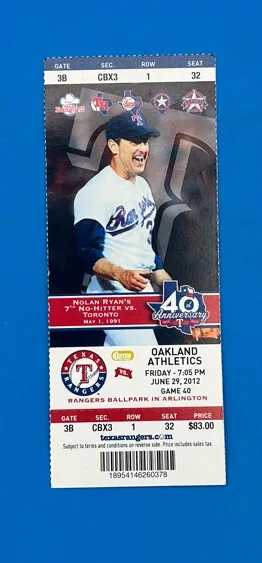 GATE SEC. ROW SEAT
3B CBX3 1 32
Rangers
NOLAN RYAN'S
7TH NO-HITTER VS.
TORONTO
MAY 1, 1991
40
Anniversary
TEXAS
RANGERS
VS.
OAKLAND
ATHLETICS
FRIDAY - 7:05 PM
JUNE 29, 2012
GAME 40
RANGERS BALLPARK IN ARLINGTON
GATE SEC. ROW SEAT PRICE
3B CBX3 1 32 $83.00
texasrangers.com
Subject to terms and conditions on reverse side. Price includes sales tax.
18954146260378